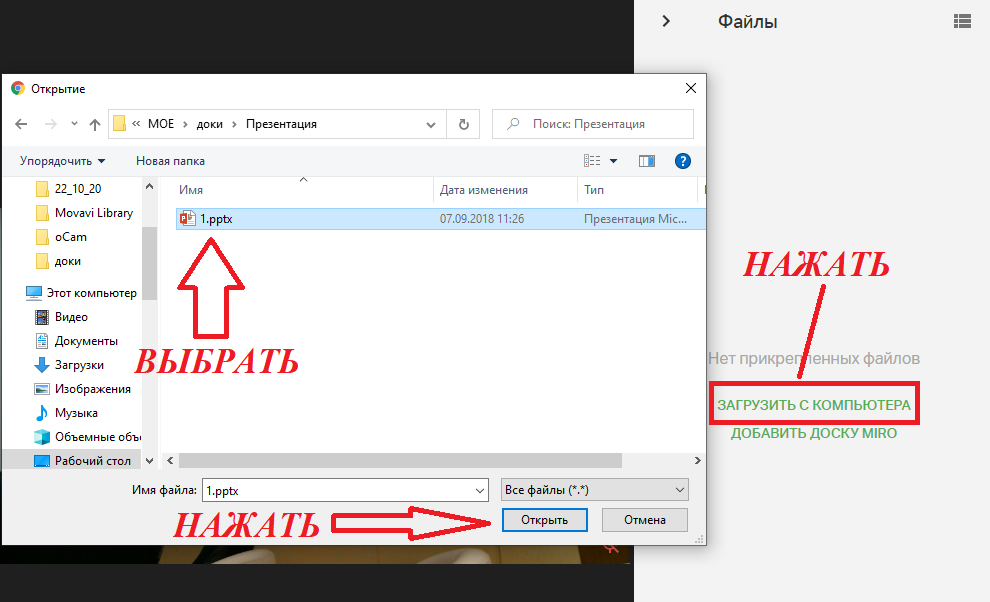 Файлы
Открытие
« МОЕ › доки › Презентация
Поиск: Презентация
Упорядочить
Новая папка
22_10_20
Movavi Library
oCam
доки
Этот компьютер
Видео
Документы
Загрузки
Изображения
Музыка
Объемные объ
Рабочий стол
Имя Дата изменения Тип
1.pptx 07.09.2018 11:26 Презентация Mic...
ВЫБРАТЬ
Имя файла: 1.pptx
Все файлы (*.*)
НАЖАТЬ
Открыть
Отмена
НАЖАТЬ
Нет прикрепленных файлов
ЗАГРУЗИТЬ С КОМПЬЮТЕРА
ДОБАВИТЬ ДОСКУ MIRO